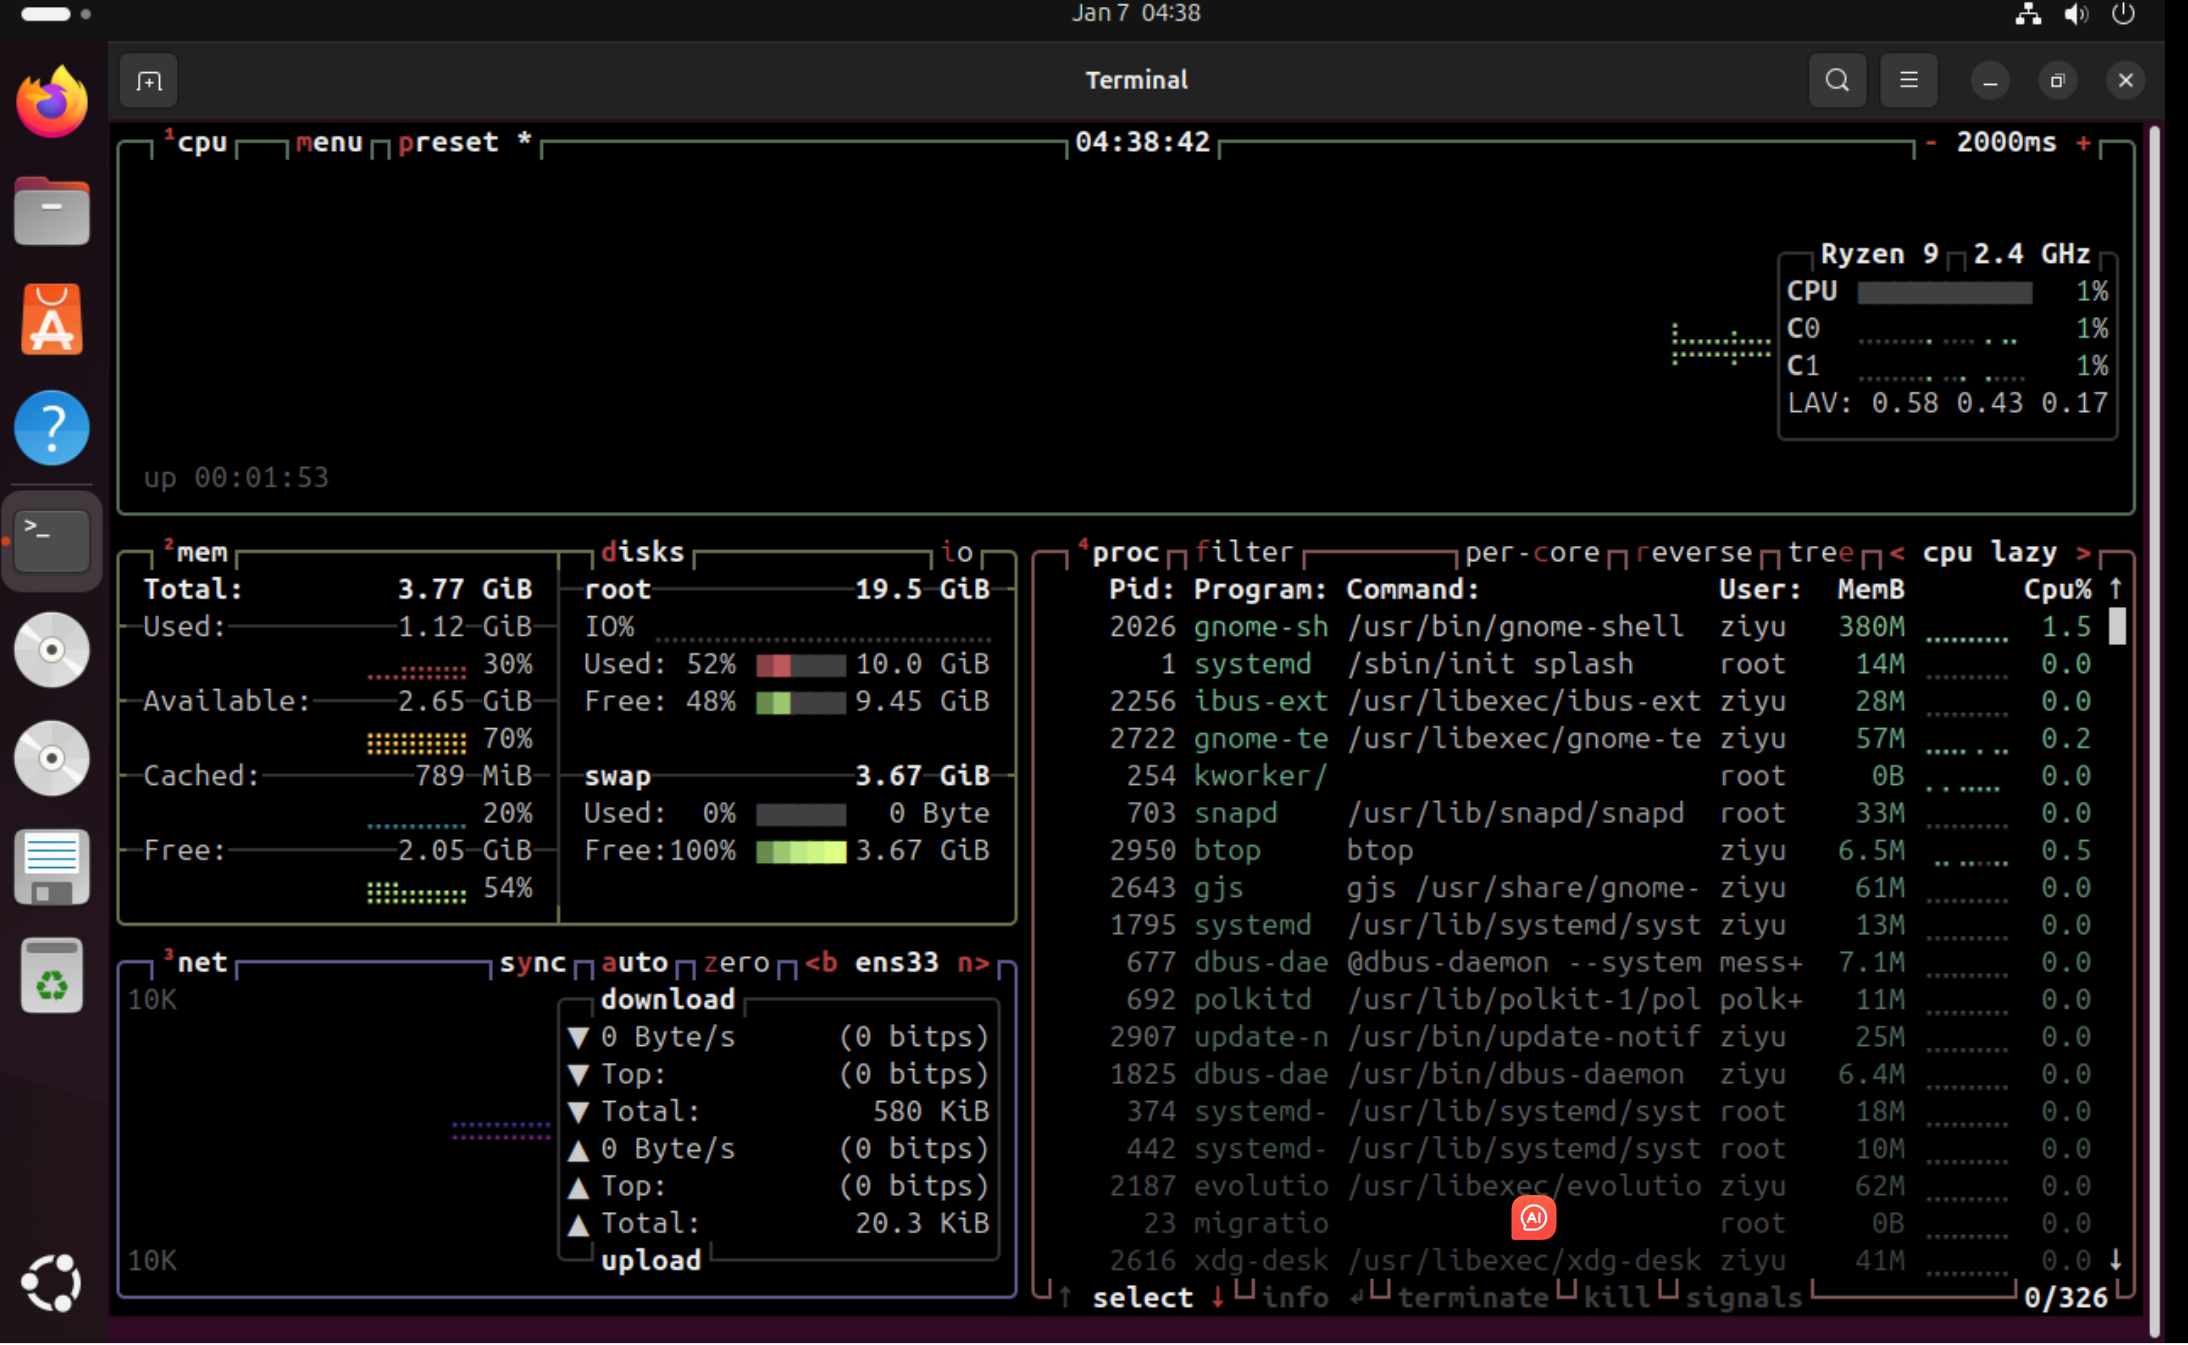 Jan 7 04:38
Terminal
¹cpu menu preset * 04:38:42 - 2000ms +
Ryzen 9 2.4 GHz
CPU 1%
C0 1%
C1 1%
LAV: 0.58 0.43 0.17
up 00:01:53
²mem disks io
Total: 3.77 GiB root 19.5 GiB
Used: 1.12 GiB IO%
30% Used: 52% 10.0 GiB
Available: 2.65 GiB Free: 48% 9.45 GiB
70%
Cached: 789 MiB swap 3.67 GiB
20% Used: 0% 0 Byte
Free: 2.05 GiB Free:100% 3.67 GiB
54%
³net sync auto zero <b ens33 n>
10K
download
▼ 0 Byte/s (0 bitps)
▼ Top: (0 bitps)
▼ Total: 580 KiB
▲ 0 Byte/s (0 bitps)
▲ Top: (0 bitps)
▲ Total: 20.3 KiB
10K
upload
⁴proc filter per-core reverse tree < cpu lazy >
Pid: Program: Command: User: MemB Cpu% ↑
2026 gnome-sh /usr/bin/gnome-shell ziyu 380M 1.5
1 systemd /sbin/init splash root 14M 0.0
2256 ibus-ext /usr/libexec/ibus-ext ziyu 28M 0.0
2722 gnome-te /usr/libexec/gnome-te ziyu 57M 0.2
254 kworker/ root 0B 0.0
703 snapd /usr/lib/snapd/snapd root 33M 0.0
2950 btop btop ziyu 6.5M 0.5
2643 gjs gjs /usr/share/gnome- ziyu 61M 0.0
1795 systemd /usr/lib/systemd/syst ziyu 13M 0.0
677 dbus-dae @dbus-daemon --system mess+ 7.1M 0.0
692 polkitd /usr/lib/polkit-1/pol polk+ 11M 0.0
2907 update-n /usr/bin/update-notif ziyu 25M 0.0
1825 dbus-dae /usr/bin/dbus-daemon ziyu 6.4M 0.0
374 systemd- /usr/lib/systemd/syst root 18M 0.0
442 systemd- /usr/lib/systemd/syst root 10M 0.0
2187 evolutio /usr/libexec/evolutio ziyu 62M 0.0
23 migratio root 0B 0.0
AI
2616 xdg-desk /usr/libexec/xdg-desk ziyu 41M 0.0 ↓
↑ select ↓ info ↲ terminate kill signals 0/326